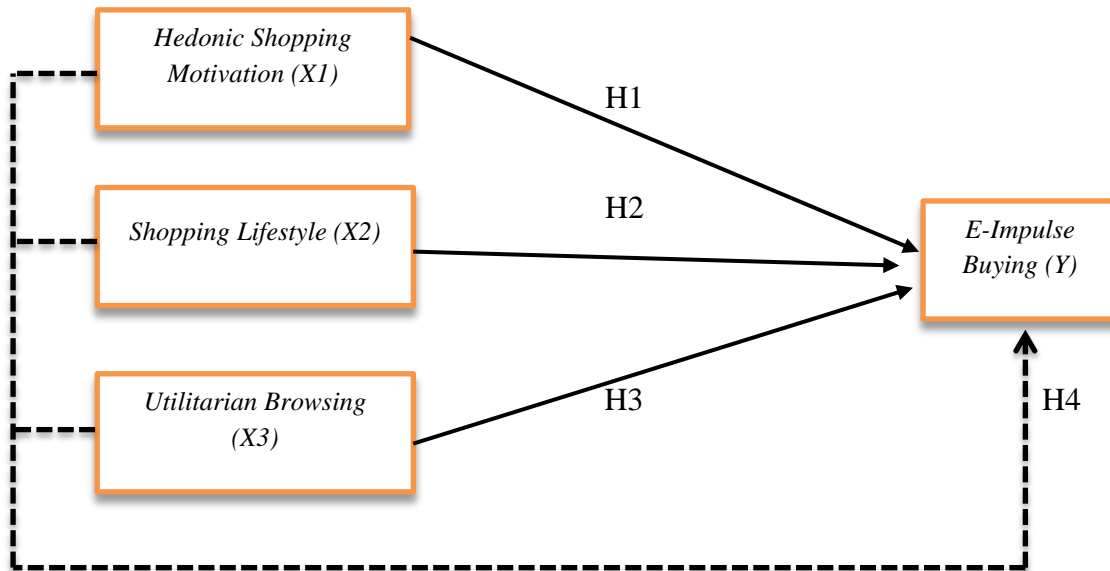 Hedonic Shopping
Motivation (X1)
H1
Shopping Lifestyle (X2)
H2
E-Impulse
Buying (Y)
Utilitarian Browsing
(X3)
H3
H4